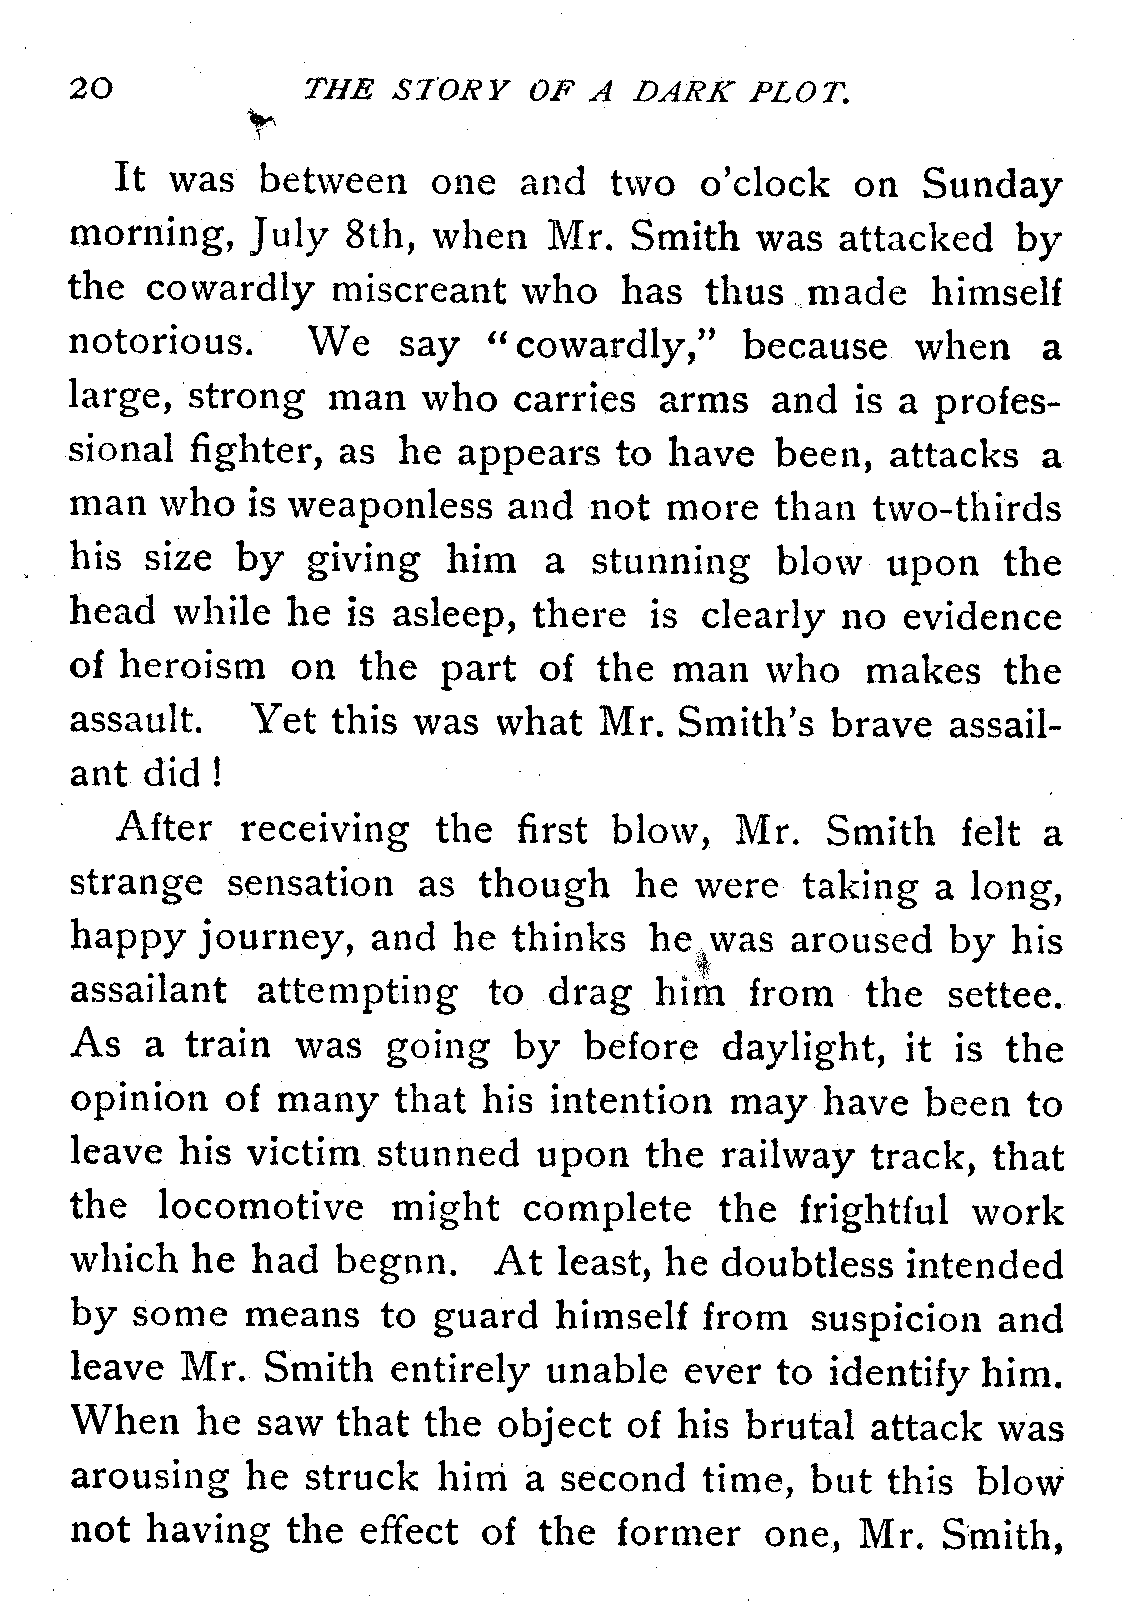 20 THE STORY OF A DARK PLOT.
It was between one and two o'clock on Sunday
morning, July 8th, when Mr. Smith was attacked by
the cowardly miscreant who has thus made himself
notorious. We say “cowardly,” because when a
large, strong man who carries arms and is a profes-
sional fighter, as he appears to have been, attacks a
man who is weaponless and not more than two-thirds
his size by giving him a stunning blow upon the
head while he is asleep, there is clearly no evidence
of heroism on the part of the man who makes the
assault. Yet this was what Mr. Smith's brave assail-
ant did !
After receiving the first blow, Mr. Smith felt a
strange sensation as though he were taking a long,
happy journey, and he thinks he was aroused by his
assailant attempting to drag him from the settee.
As a train was going by before daylight, it is the
opinion of many that his intention may have been to
leave his victim stunned upon the railway track, that
the locomotive might complete the frightful work
which he had begnn. At least, he doubtless intended
by some means to guard himself from suspicion and
leave Mr. Smith entirely unable ever to identify him.
When he saw that the object of his brutal attack was
arousing he struck him a second time, but this blow
not having the effect of the former one, Mr. Smith,